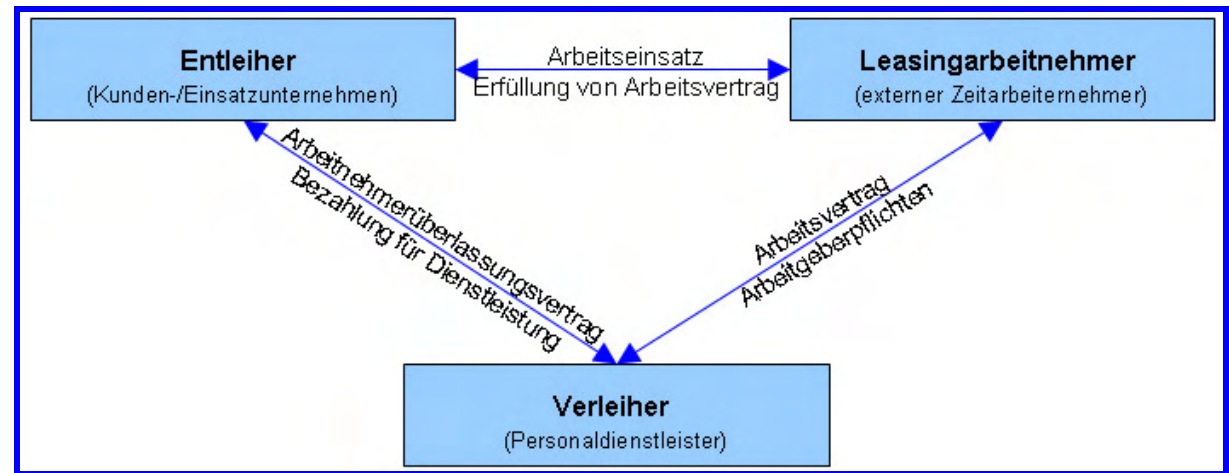 Entleiher
(Kunden-/Einsatzunternehmen)
Arbeitseinsatz
Erfüllung von Arbeitsvertrag
Leasingarbeitnehmer
(externer Zeitarbeiternehmer)
Arbeitnehmerüberlassungsvertrag
Bezahlung für Dienstleistung
Arbeitsvertrag
Arbeitgeberpflichten
Verleiher
(Personaldienstleister)